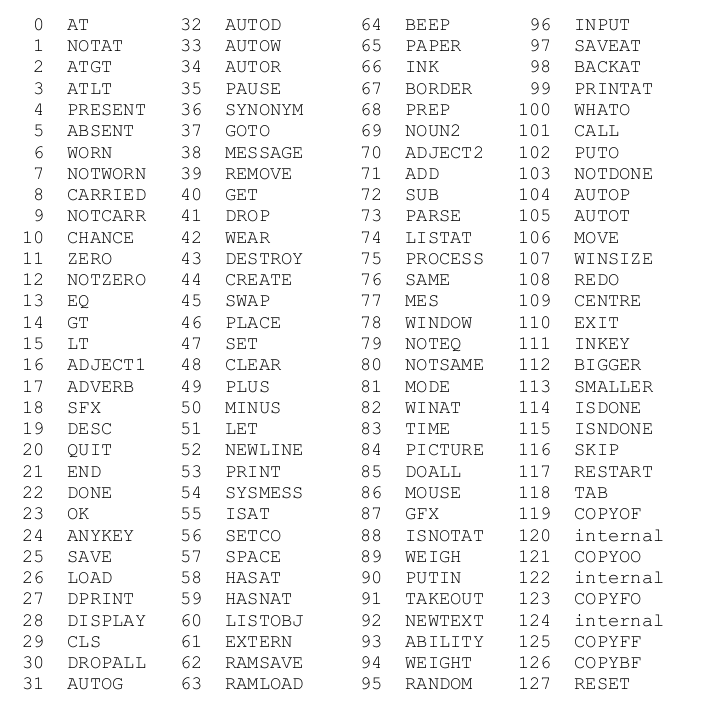 0 AT 32 AUTOD 64 BEEP 96 INPUT
1 NOTAT 33 AUTOW 65 PAPER 97 SAVEAT
2 ATGT 34 AUTOR 66 INK 98 BACKAT
3 ATLT 35 PAUSE 67 BORDER 99 PRINTAT
4 PRESENT 36 SYNONYM 68 PREP 100 WHATO
5 ABSENT 37 GOTO 69 NOUN2 101 CALL
6 WORN 38 MESSAGE 70 ADJECT2 102 PUTO
7 NOTWORN 39 REMOVE 71 ADD 103 NOTDONE
8 CARRIED 40 GET 72 SUB 104 AUTOP
9 NOTCARR 41 DROP 73 PARSE 105 AUTOT
10 CHANCE 42 WEAR 74 LISTAT 106 MOVE
11 ZERO 43 DESTROY 75 PROCESS 107 WINSIZE
12 NOTZERO 44 CREATE 76 SAME 108 REDO
13 EQ 45 SWAP 77 MES 109 CENTRE
14 GT 46 PLACE 78 WINDOW 110 EXIT
15 LT 47 SET 79 NOTEQ 111 INKEY
16 ADJECT1 48 CLEAR 80 NOTSAME 112 BIGGER
17 ADVERB 49 PLUS 81 MODE 113 SMALLER
18 SFX 50 MINUS 82 WINAT 114 ISDONE
19 DESC 51 LET 83 TIME 115 ISNDONE
20 QUIT 52 NEWLINE 84 PICTURE 116 SKIP
21 END 53 PRINT 85 DOALL 117 RESTART
22 DONE 54 SYSMESS 86 MOUSE 118 TAB
23 OK 55 ISAT 87 GFX 119 COPYOF
24 ANYKEY 56 SETCO 88 ISNOTAT 120 internal
25 SAVE 57 SPACE 89 WEIGH 121 COPYOO
26 LOAD 58 HASAT 90 PUTIN 122 internal
27 DPRINT 59 HASNAT 91 TAKEOUT 123 COPYFO
28 DISPLAY 60 LISTOBJ 92 NEWTEXT 124 internal
29 CLS 61 EXTERN 93 ABILITY 125 COPYFF
30 DROPALL 62 RAMSAVE 94 WEIGHT 126 COPYBF
31 AUTOG 63 RAMLOAD 95 RANDOM 127 RESET